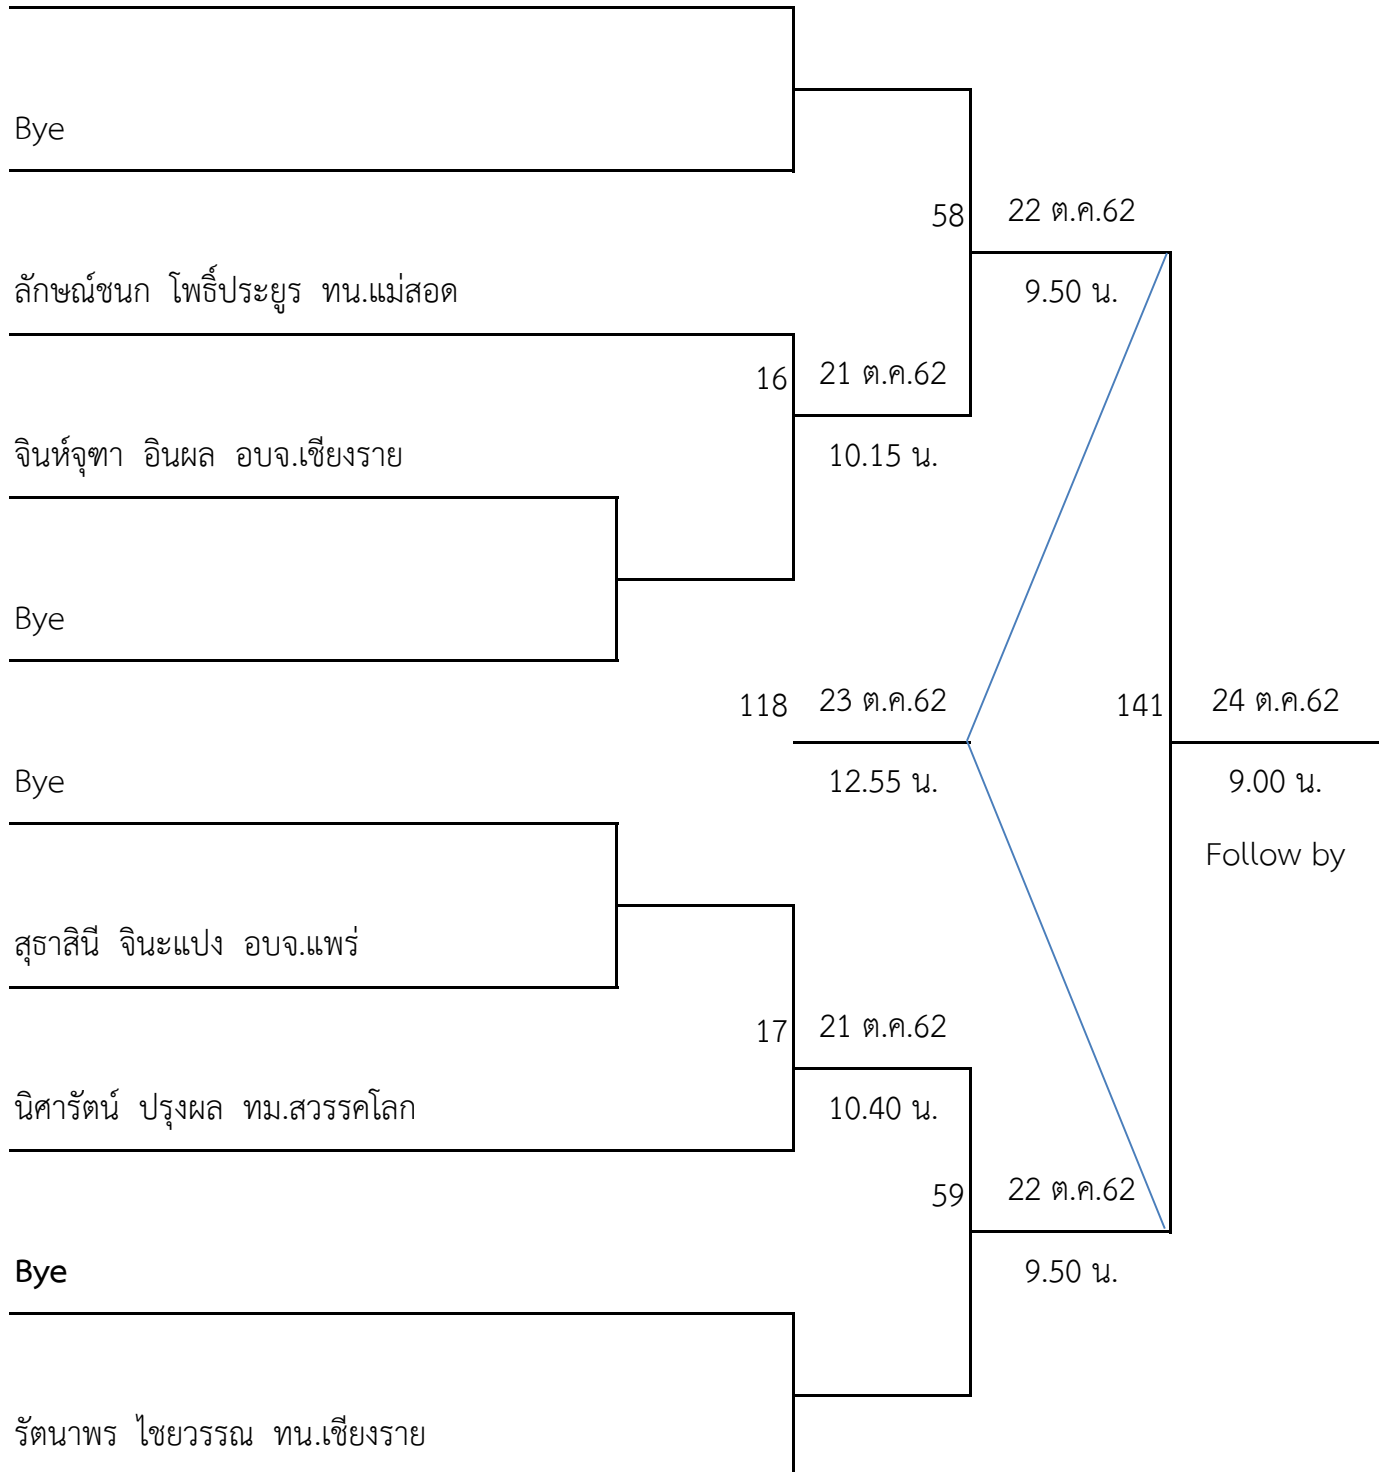 Bye
58 22 ต.ค.62
ลักษณ์ชนก โพธิ์ประยูร ทน.แม่สอด 9.50 น.
16 21 ต.ค.62
จินห์จุฑา อินผล อบจ.เชียงราย 10.15 น.
Bye
118 23 ต.ค.62 141 24 ต.ค.62
Bye 12.55 น. 9.00 น.
Follow by
สุธาสินี จินะแปง อบจ.แพร่
17 21 ต.ค.62
นิศารัตน์ ปรุงผล ทม.สวรรคโลก 10.40 น.
59 22 ต.ค.62
Bye 9.50 น.
รัตนาพร ไชยวรรณ ทน.เชียงราย